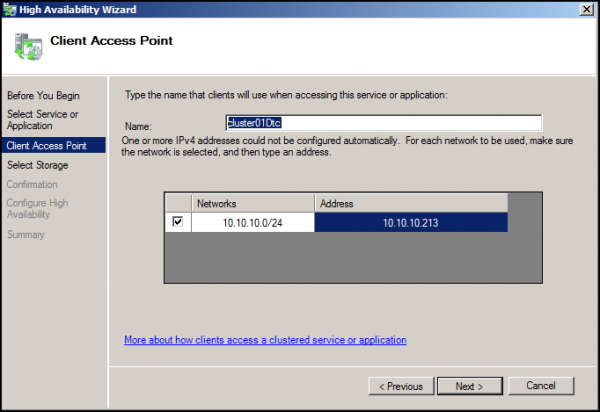 High Availability Wizard
Client Access Point
Before You Begin
Select Service or
Application
Client Access Point
Select Storage
Confirmation
Configure High
Availability
Summary
Type the name that clients will use when accessing this service or application:
Name:
cluster01Dtc
One or more IPv4 addresses could not be configured automatically. For each network to be used, make sure
the network is selected, and then type an address.
Networks Address
10.10.10.0/24 10.10.10.213
More about how clients access a clustered service or application
< Previous Next > Cancel